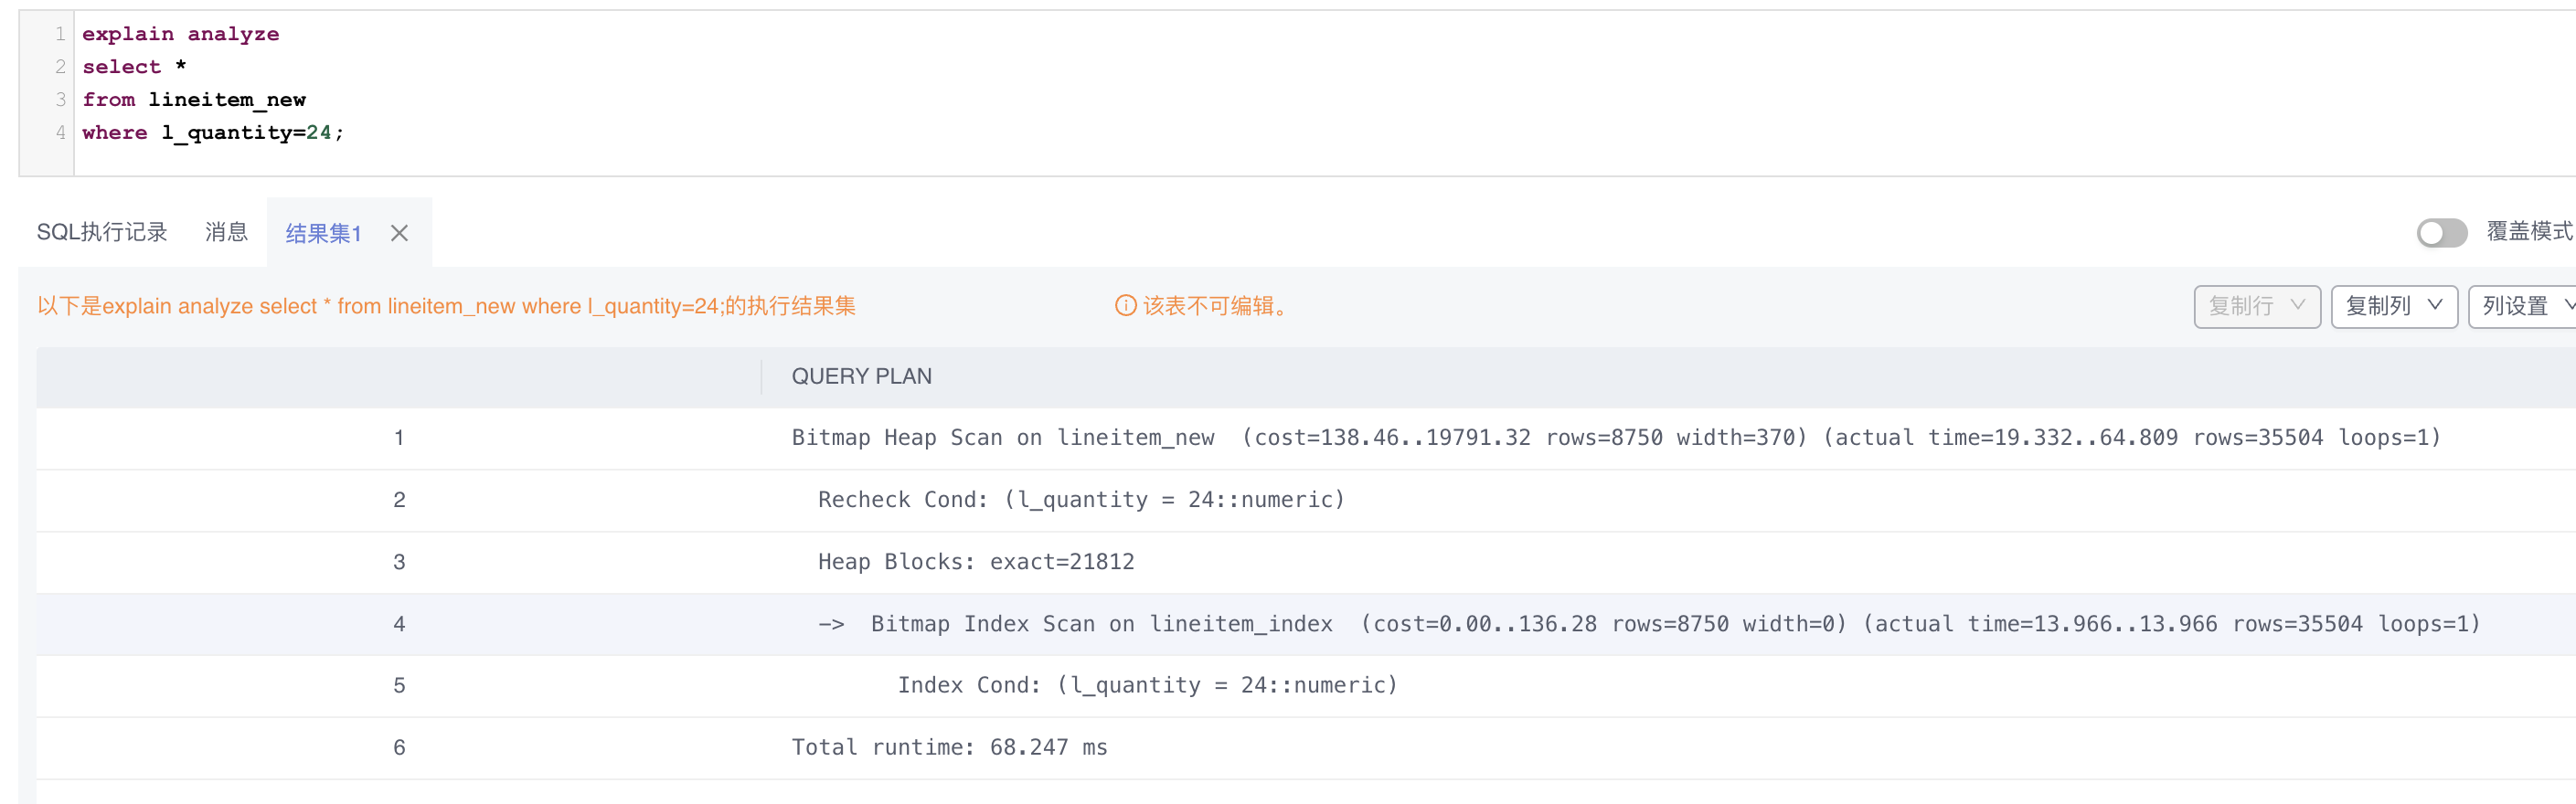 1 explain analyze
2 select *
3 from lineitem_new
4 where l_quantity=24;
SQL执行记录 消息 结果集1 覆盖模式
以下是explain analyze select * from lineitem_new where l_quantity=24;的执行结果集 该表不可编辑。 复制行 复制列 列设置
QUERY PLAN
1 Bitmap Heap Scan on lineitem_new (cost=138.46..19791.32 rows=8750 width=370) (actual time=19.332..64.809 rows=35504 loops=1)
2 Recheck Cond: (l_quantity = 24::numeric)
3 Heap Blocks: exact=21812
4 -> Bitmap Index Scan on lineitem_index (cost=0.00..136.28 rows=8750 width=0) (actual time=13.966..13.966 rows=35504 loops=1)
5 Index Cond: (l_quantity = 24::numeric)
6 Total runtime: 68.247 ms